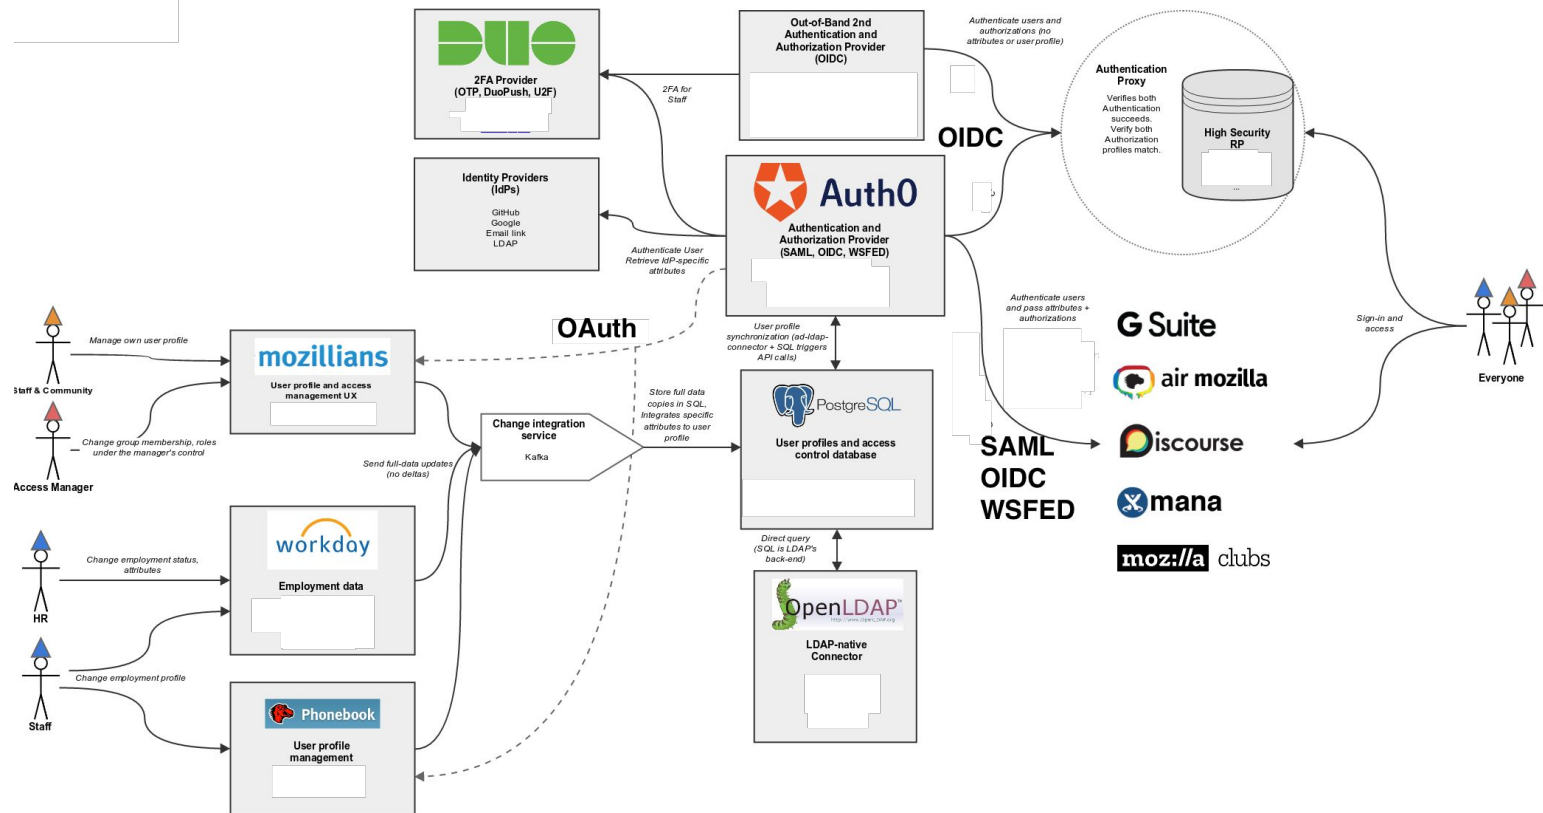 DUO
2FA Provider
(OTP, DuoPush, U2F)
Out-of-Band 2nd
Authentication and
Authorization Provider
(OIDC)
Authenticate users and
authorizations (no
attributes or user profile)
2FA for
Staff
OIDC
Authentication
Proxy
Verifies both
Authentication
succeeds.
Verify both
Authorization
profiles match.
High Security
RP
...
Identity Providers
(IdPs)
GitHub
Google
Email link
LDAP
Auth0
Authentication and
Authorization Provider
(SAML, OIDC, WSFED)
Authenticate User
Retrieve IdP-specific
attributes
OAuth
User profile
synchronization (ad-ldap-
connector + SQL triggers
API calls)
Authenticate users
and pass attributes +
authorizations
G Suite
air mozilla
Discourse
mana
moz://a clubs
SAML
OIDC
WSFED
Sign-in and
access
Everyone
Manage own user profile
Staff & Community
Change group membership, roles
under the manager's control
Access Manager
mozillians
User profile and access
management UX
Send full-data updates
(no deltas)
Change integration
service
Kafka
Store full data
copies in SQL,
Integrates specific
attributes to user
profile
PostgreSQL
User profiles and access
control database
Direct query
(SQL is LDAP's
back-end)
OpenLDAP™
http://www.OpenLDAP.org
LDAP-native
Connector
Change employment status,
attributes
HR
workday
Employment data
Change employment profile
Staff
Phonebook
User profile
management